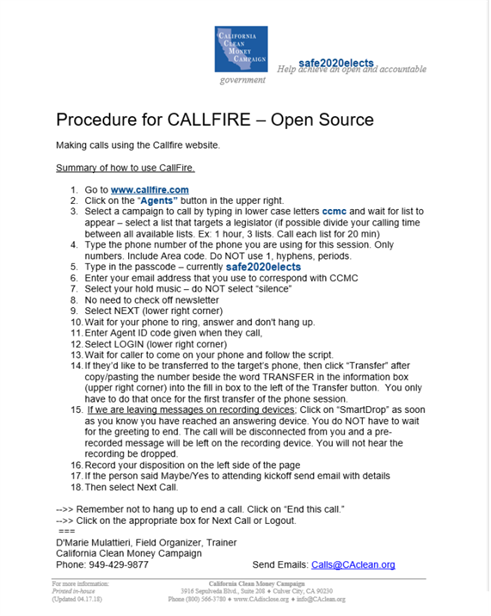 CALIFORNIA
CLEAN
MONEY
CAMPAIGN
safe2020elects
Help achieve an open and accountable
government
Procedure for CALLFIRE – Open Source
Making calls using the Callfire website.
Summary of how to use CallFire.
1. Go to www.callfire.com
2. Click on the “Agents” button in the upper right.
3. Select a campaign to call by typing in lower case letters ccmc and wait for list to
appear – select a list that targets a legislator (if possible divide your calling time
between all available lists. Ex: 1 hour, 3 lists. Call each list for 20 min)
4. Type the phone number of the phone you are using for this session. Only
numbers. Include Area code. Do NOT use 1, hyphens, periods.
5. Type in the passcode – currently safe20elects
6. Enter your email address that you use to correspond with CCMC
7. Select your hold music – do NOT select “silence”
8. No need to check off newsletter
9. Select NEXT (lower right corner)
10. Wait for your phone to ring, answer and don't hang up.
11. Enter Agent ID code given when they call,
12. Select LOGIN (lower right corner)
13. Wait for caller to come on your phone and follow the script.
14. If they'd like to be transferred to the target's phone, then click “Transfer” after
copy/pasting the number beside the word TRANSFER in the information box
(upper right corner) into the fill in box to the left of the Transfer button. You only
have to do that once for the first transfer of the phone session.
15. If we are leaving messages on recording devices; Click on “SmartDrop” as soon
as you know you have reached an answering device. You do NOT have to wait
for the greeting to end. The call will be disconnected from you and a pre-
recorded message will be left on the recording device. You will not hear the
recording be dropped.
16. Record your disposition on the left side of the page
17. If the person said Maybe/Yes to attending kickoff send email with details
18. Then select Next Call.
-->> Remember not to hang up to end a call. Click on “End this call.”
-->> Click on the appropriate box for Next Call or Logout.
===
D'Marie Mulattieri, Field Organizer, Trainer
California Clean Money Campaign
Phone: 949-429-9877 Send Emails: Calls@CAclean.org
For more information: California Clean Money Campaign
Printed in-house 3916 Sepulveda Blvd., Suite 208 ♦ Culver City, CA 90230
(Updated 04.17.18) Phone (800) 566-3780 ♦ www.CAdisclose.org ♦ info@CAclean.org